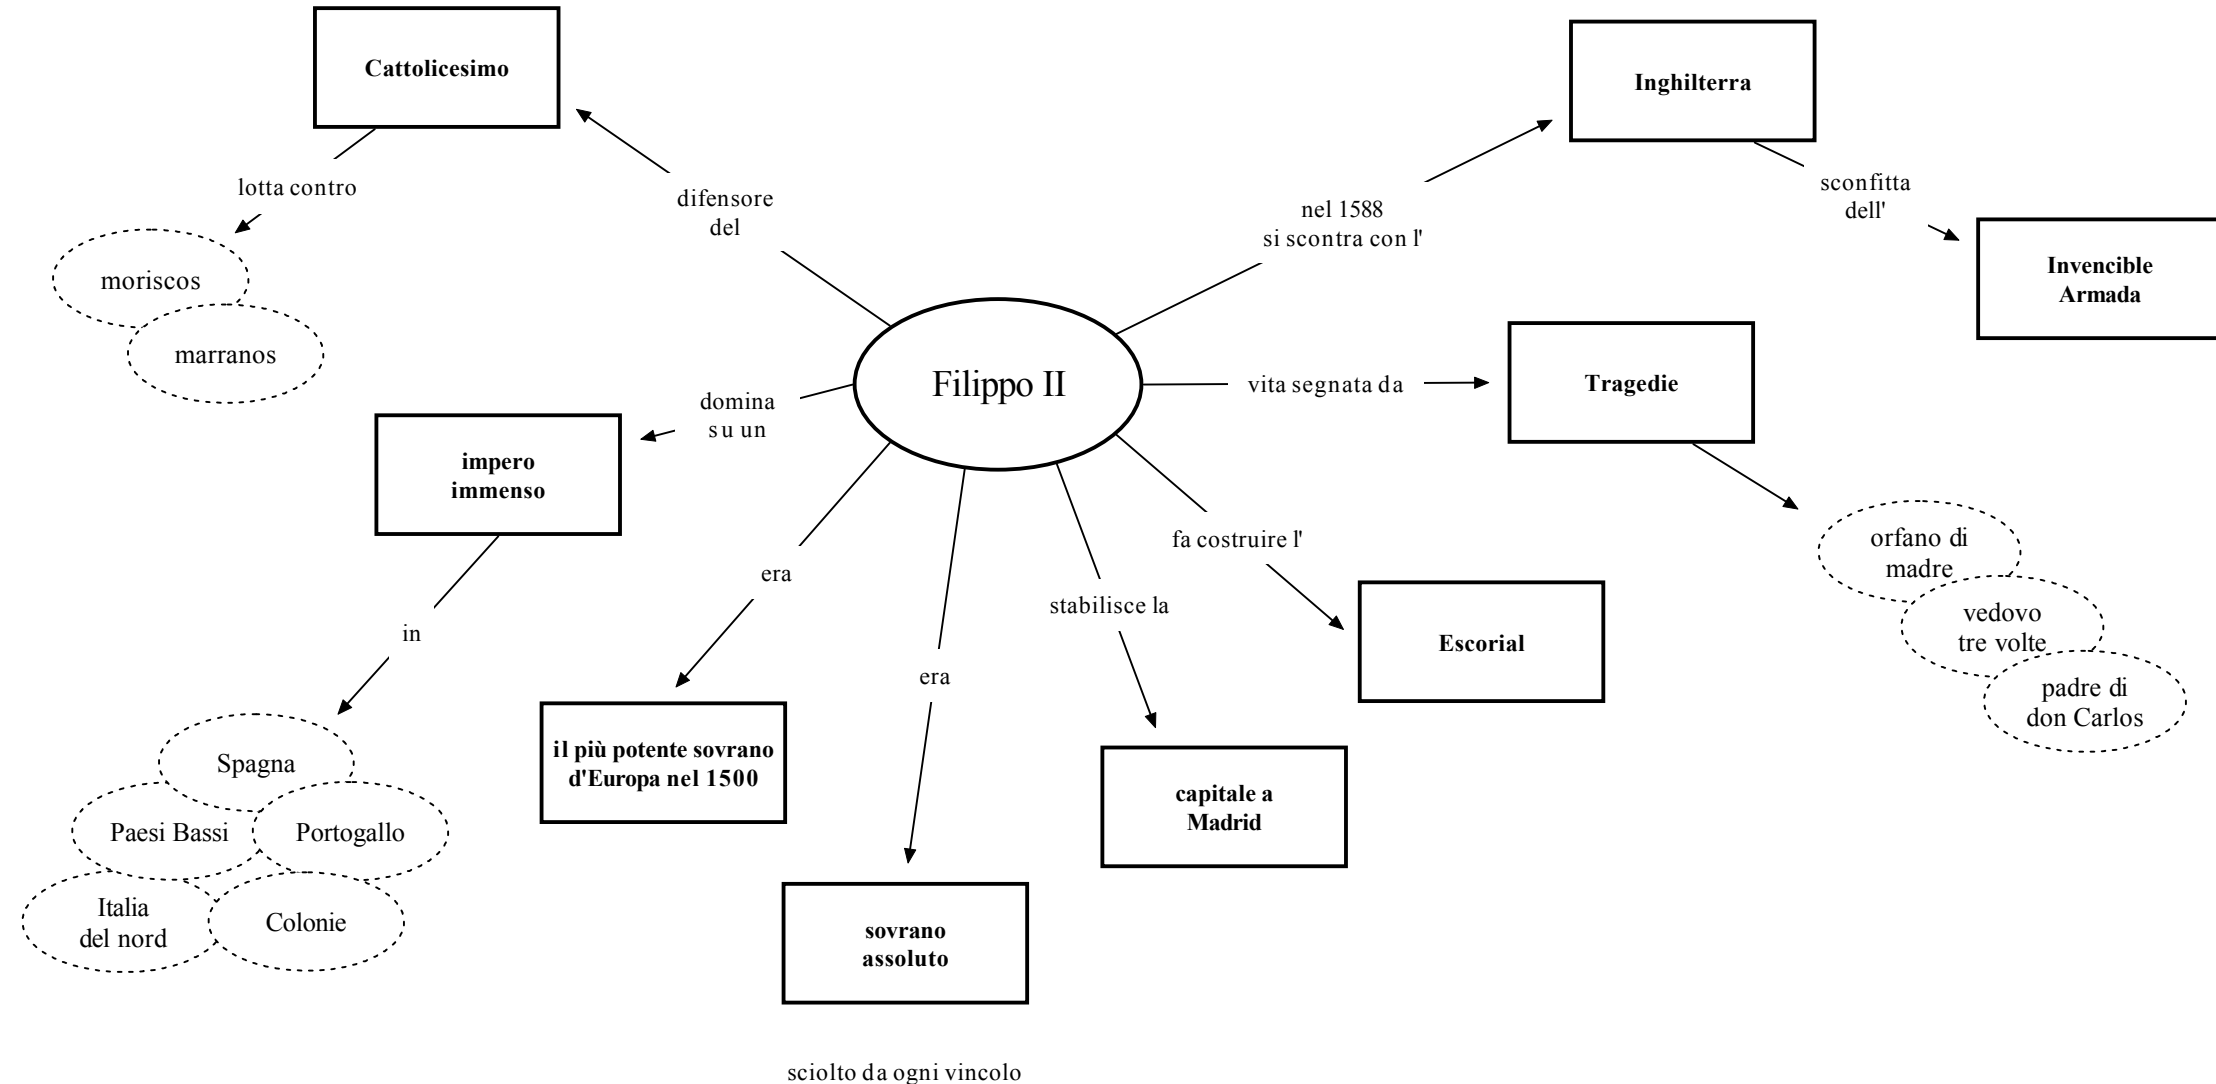 Cattolicesimo
Inghilterra
lotta contro
difensore
del
sconfitta
dell'
nel 1588
si scontra con l'
moriscos
marranos
Invencible
Armada
Filippo II
vita segnata da
Tragedie
domina
su un
impero
immenso
orfano di
madre
vedovo
tre volte
padre di
don Carlos
fa costruire l'
Escorial
era
stabilisce la
in
era
il più potente sovrano
d'Europa nel 1500
capitale a
Madrid
Spagna
Paesi Bassi
Portogallo
Italia
del nord
Colonie
sovrano
assoluto
sciolto da ogni vincolo